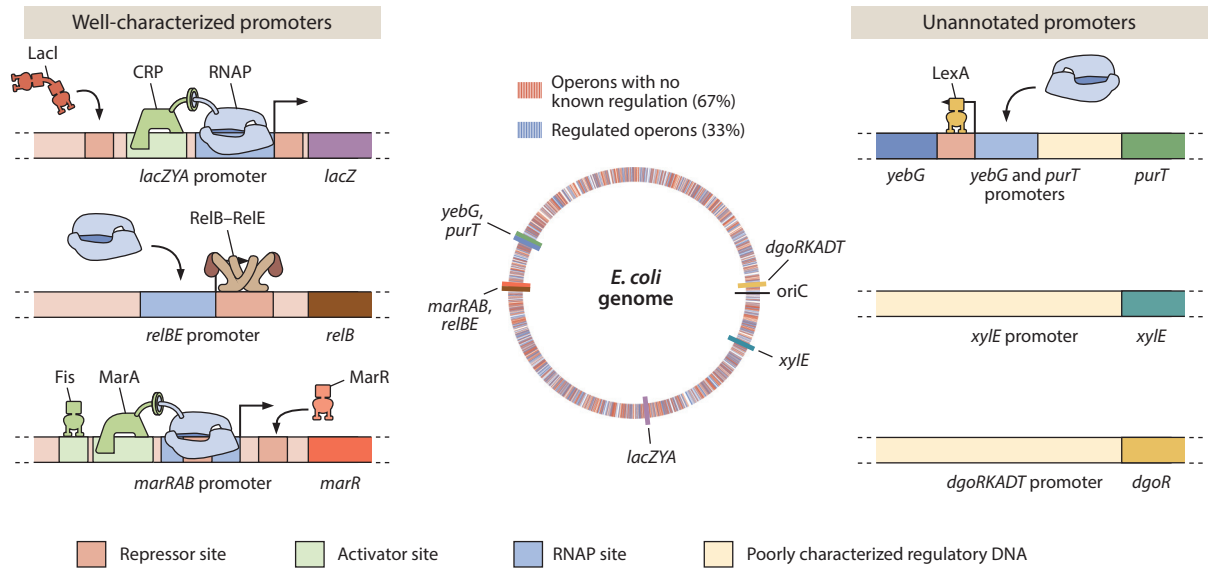 Well-characterized promoters
LacI
CRP
RNAP
lacZYA promoter
lacZ
RelB–RelE
relBE promoter
relB
Fis
MarA
MarR
marRAB promoter
marR
Operons with no
known regulation (67%)
Regulated operons (33%)
yebG,
purT
marRAB,
relBE
E. coli
genome
dgoRKADT
oriC
xylE
lacZYA
Unannotated promoters
LexA
yebG
yebG and purT
promoters
purT
xylE promoter
xylE
dgoRKADT promoter
dgoR
Repressor site
Activator site
RNAP site
Poorly characterized regulatory DNA